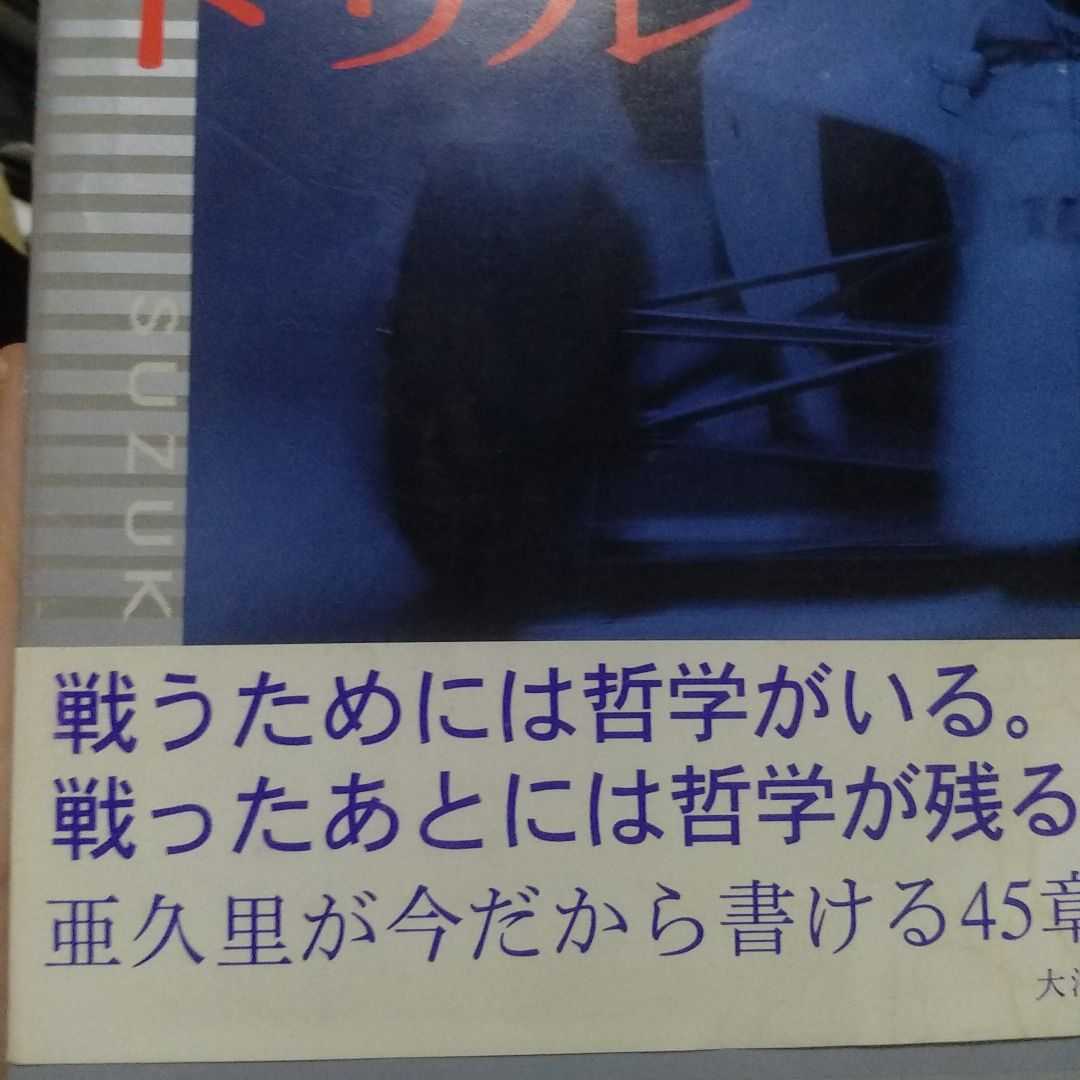 SUZUK
戦うためには哲学がいる。
戦ったあとには哲学が残る
亜久里が今だから書ける45章